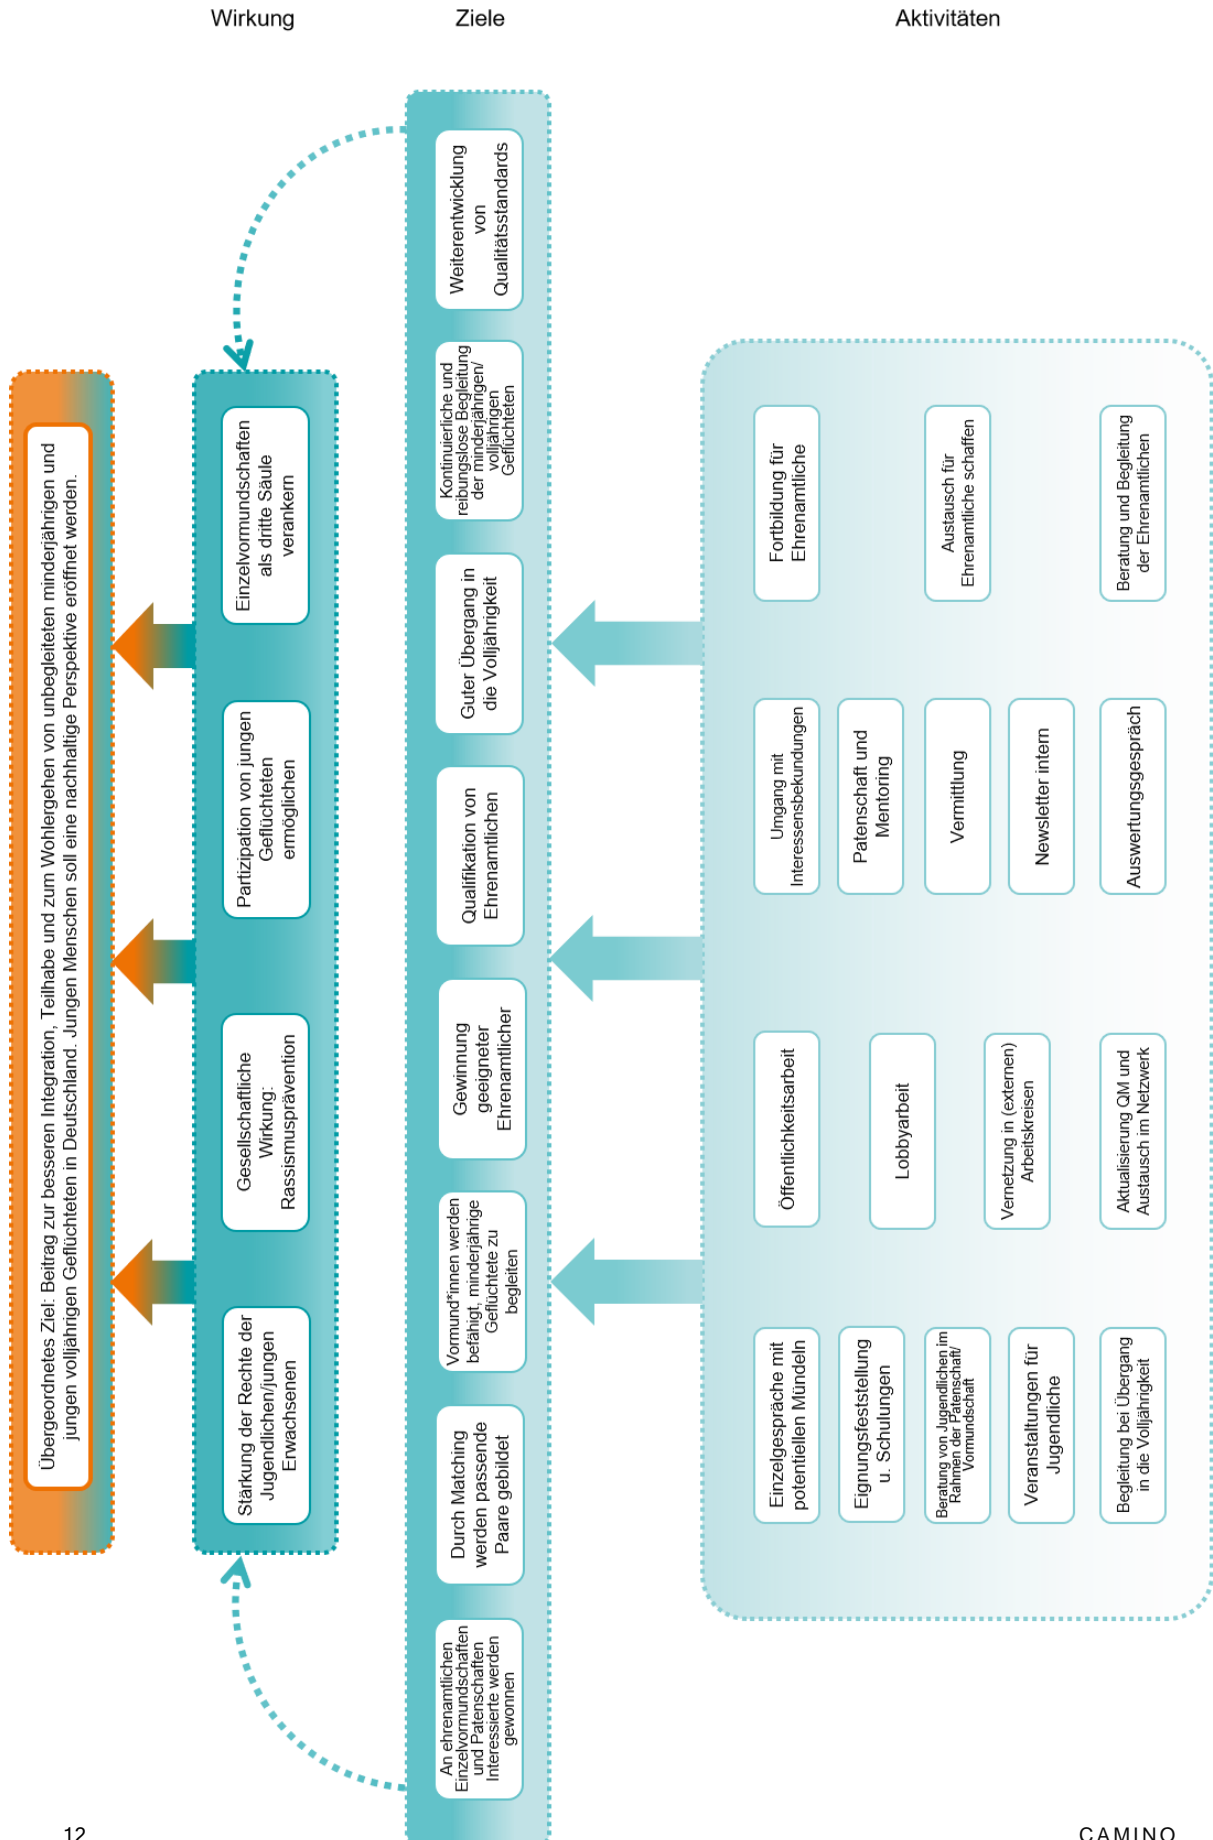 Wirkung
Ziele
Aktivitäten
Übergeordnetes Ziel: Beitrag zur besseren Integration, Teilhabe und zum Wohlergehen von unbegleiteten minderjährigen und
jungen volljährigen Geflüchteten in Deutschland. Jungen Menschen soll eine nachhaltige Perspektive eröffnet werden.
Stärkung der Rechte der
Jugendlichen/jungen
Erwachsenen
Gesellschaftliche
Wirkung:
Rassismusprävention
Partizipation von jungen
Geflüchteten
ermöglichen
Einzelvormundschaften
als dritte Säule
verankern
An ehrenamtlichen
Einzelvormundschaften
und Patenschaften
Interessierte werden
gewonnen
Durch Matching
werden passende
Paare gebildet
Vormund*innen werden
befähigt, minderjährige
Geflüchtete zu
begleiten
Gewinnung
geeigneter
Ehrenamtlicher
Qualifikation von
Ehrenamtlichen
Guter Übergang in
die Volljährigkeit
Kontinuierliche und
reibungslose Begleitung
der minderjährigen/
volljährigen
Geflüchteten
Weiterentwicklung
von
Qualitätsstandards
Einzelgespräche mit
potentiellen Mündeln
Eignungsfeststellung
u. Schulungen
Beratung von Jugendlichen im
Rahmen der Patenschaft/
Vormundschaft
Veranstaltungen für
Jugendliche
Begleitung bei Übergang
in die Volljährigkeit
Öffentlichkeitsarbeit
Lobbyarbeit
Vernetzung in (externen)
Arbeitskreisen
Aktualisierung QM und
Austausch im Netzwerk
Umgang mit
Interessensbekundungen
Patenschaft und
Mentoring
Vermittlung
Newsletter intern
Auswertungsgespräch
Fortbildung für
Ehrenamtliche
Austausch für
Ehrenamtliche schaffen
Beratung und Begleitung
der Ehrenamtlichen
12
CAMINO